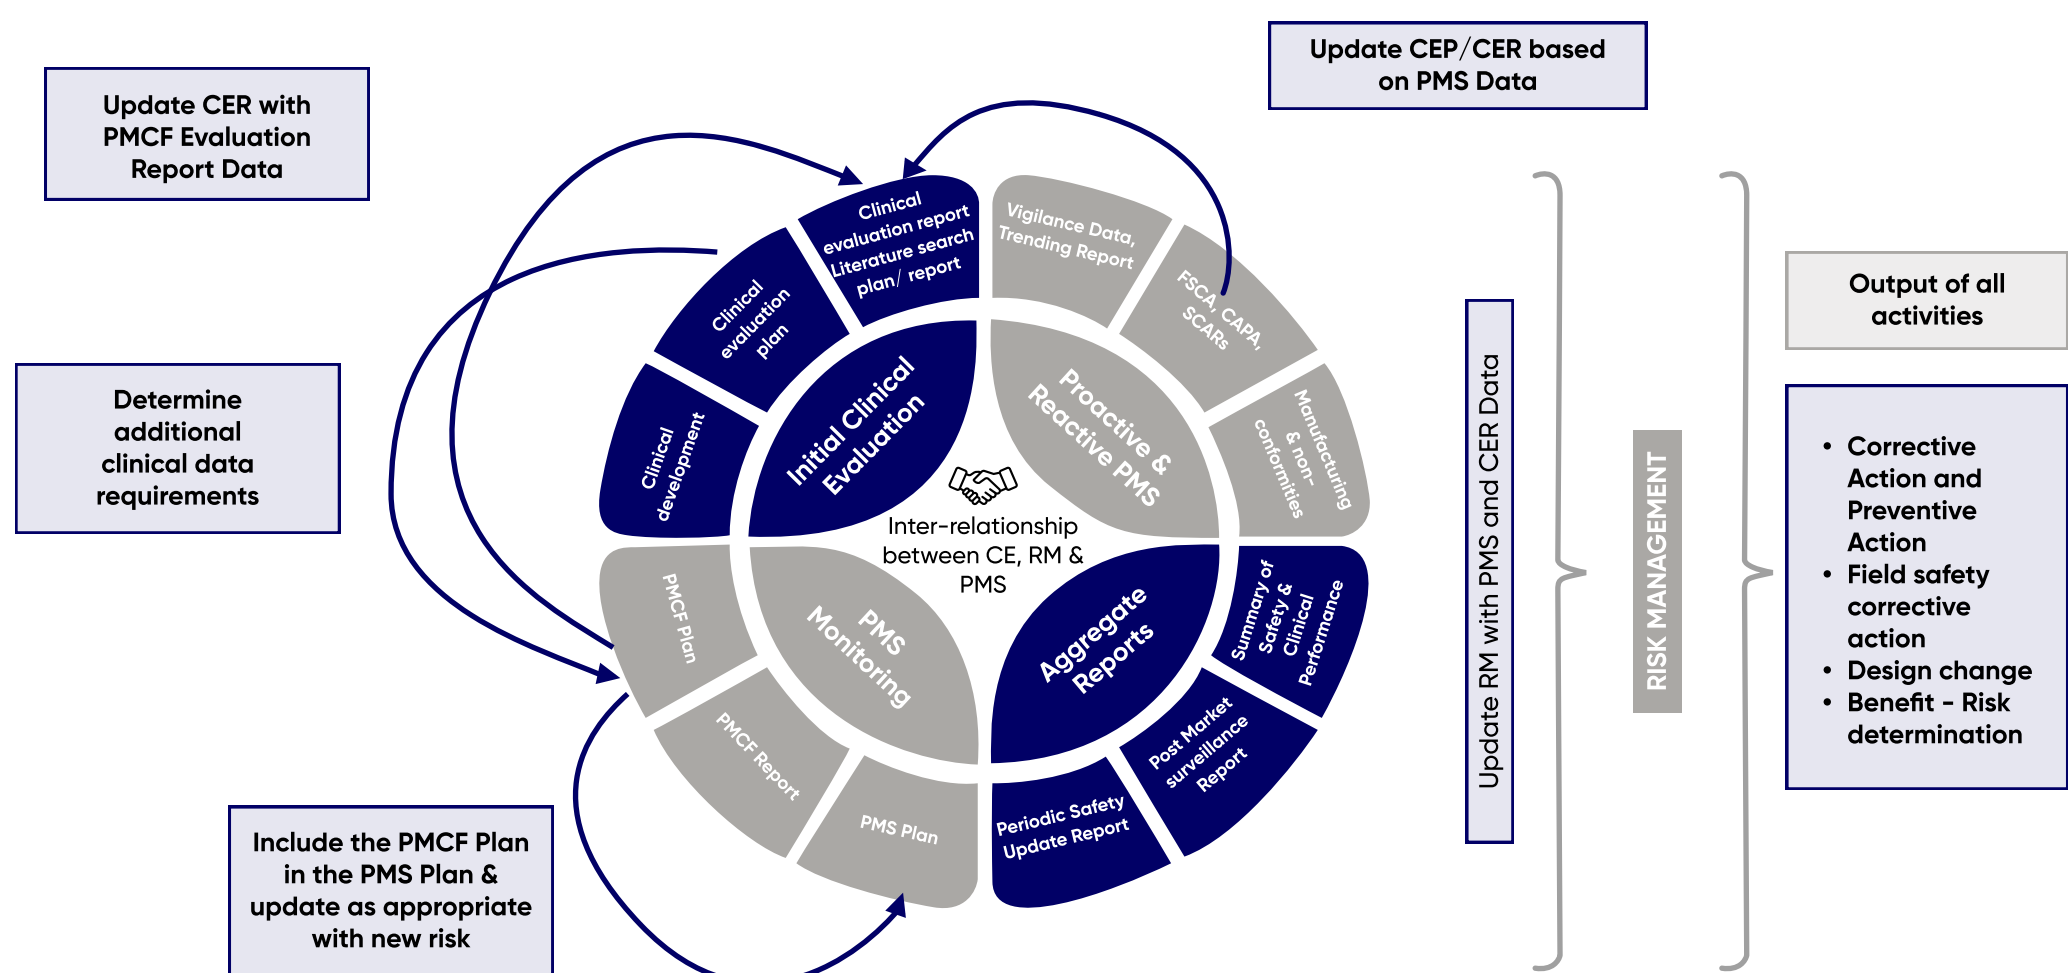 Update CEP/CER based
on PMS Data
Update CER with
PMCF Evaluation
Report Data
Determine
additional
clinical data
requirements
Include the PMCF Plan
in the PMS Plan &
update as appropriate
with new risk
Clinical
evaluation report
Literature search
plan/ report
Clinical
evaluation
plan
Clinical
development
Initial Clinical
Evaluation
Vigilance Data,
Trending Report
FSCA, CAPA,
SCARs
Manufacturing
& non-
conformities
Proactive &
Reactive PMS
Inter-relationship
between CE, RM &
PMS
PMCF Plan
PMCF Report
PMS Plan
PMS
Monitoring
Aggregate
Reports
Summary of
Safety &
Clinical
Performance
Post Market
surveillance
Report
Periodic Safety
Update Report
Update RM with PMS and CER Data
RISK MANAGEMENT
Output of all
activities
• Corrective
Action and
Preventive
Action
• Field safety
corrective
action
• Design change
• Benefit - Risk
determination